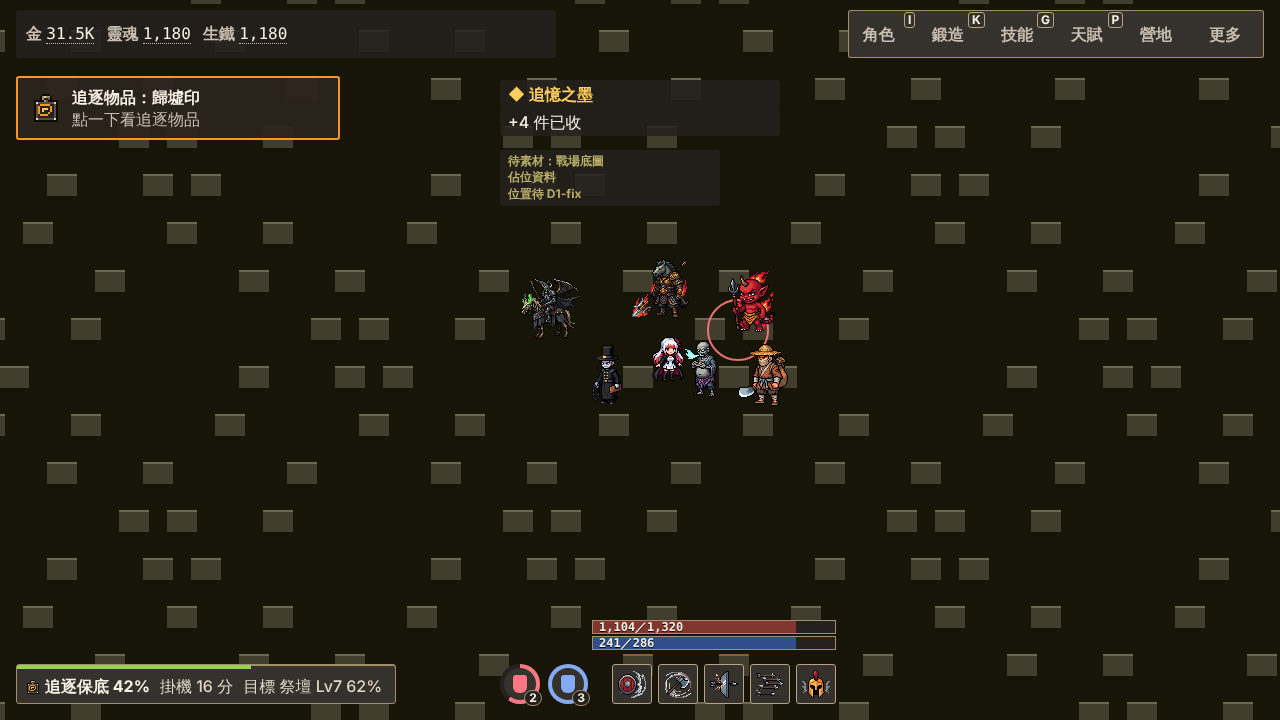 金 31.5K 靈魂 1,180 生鐵 1,180
角色 I 鍛造 K 技能 G 天賦 P 營地 更多
追逐物品：歸墟印
點一下看追逐物品
◆ 追憶之墨
+4 件已收
待素材：戰場底圖
佔位資料
位置待 D1-fix
1,104／1,320
241／286
追逐保底 42% 掛機 16 分 目標 祭壇 Lv7 62%
2 3